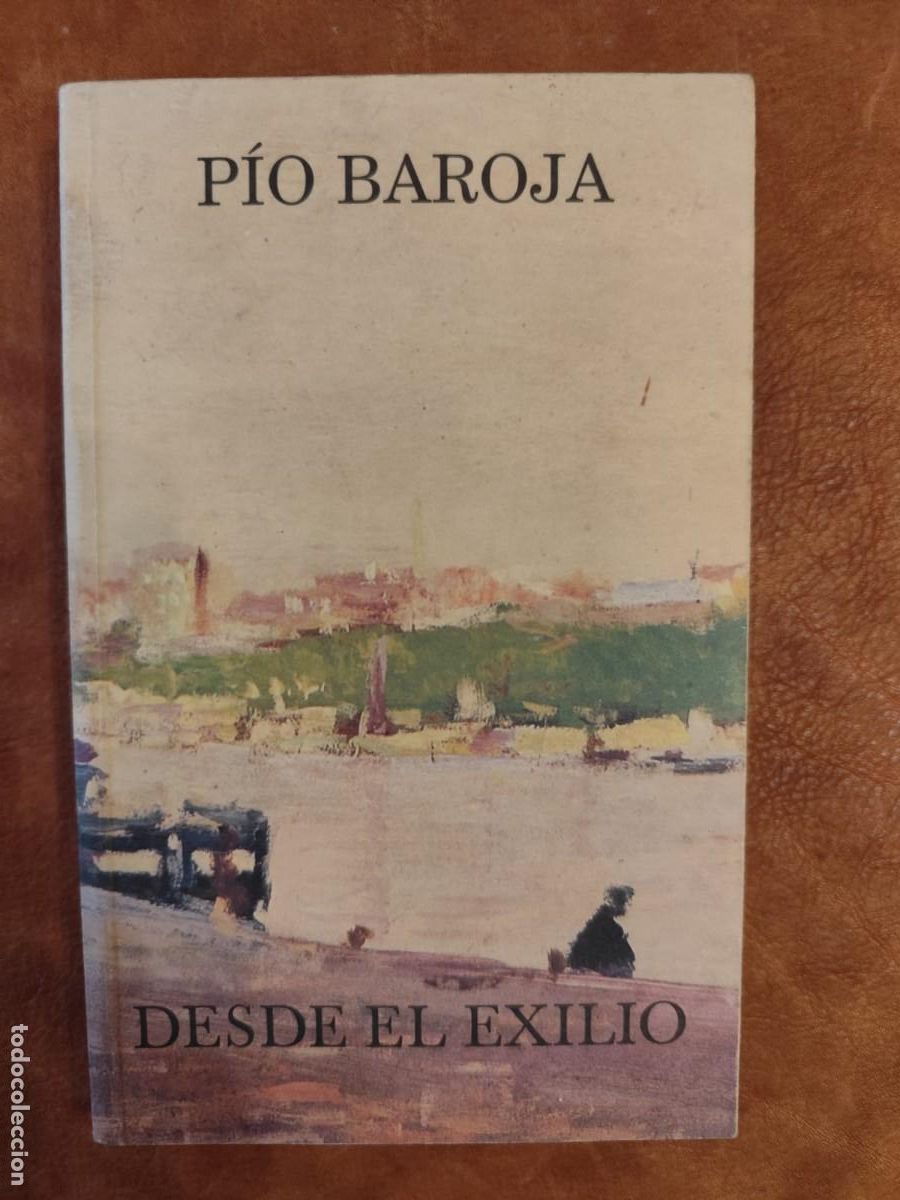 PÍO BAROJA
DESDE EL EXILIO
todocoleccion